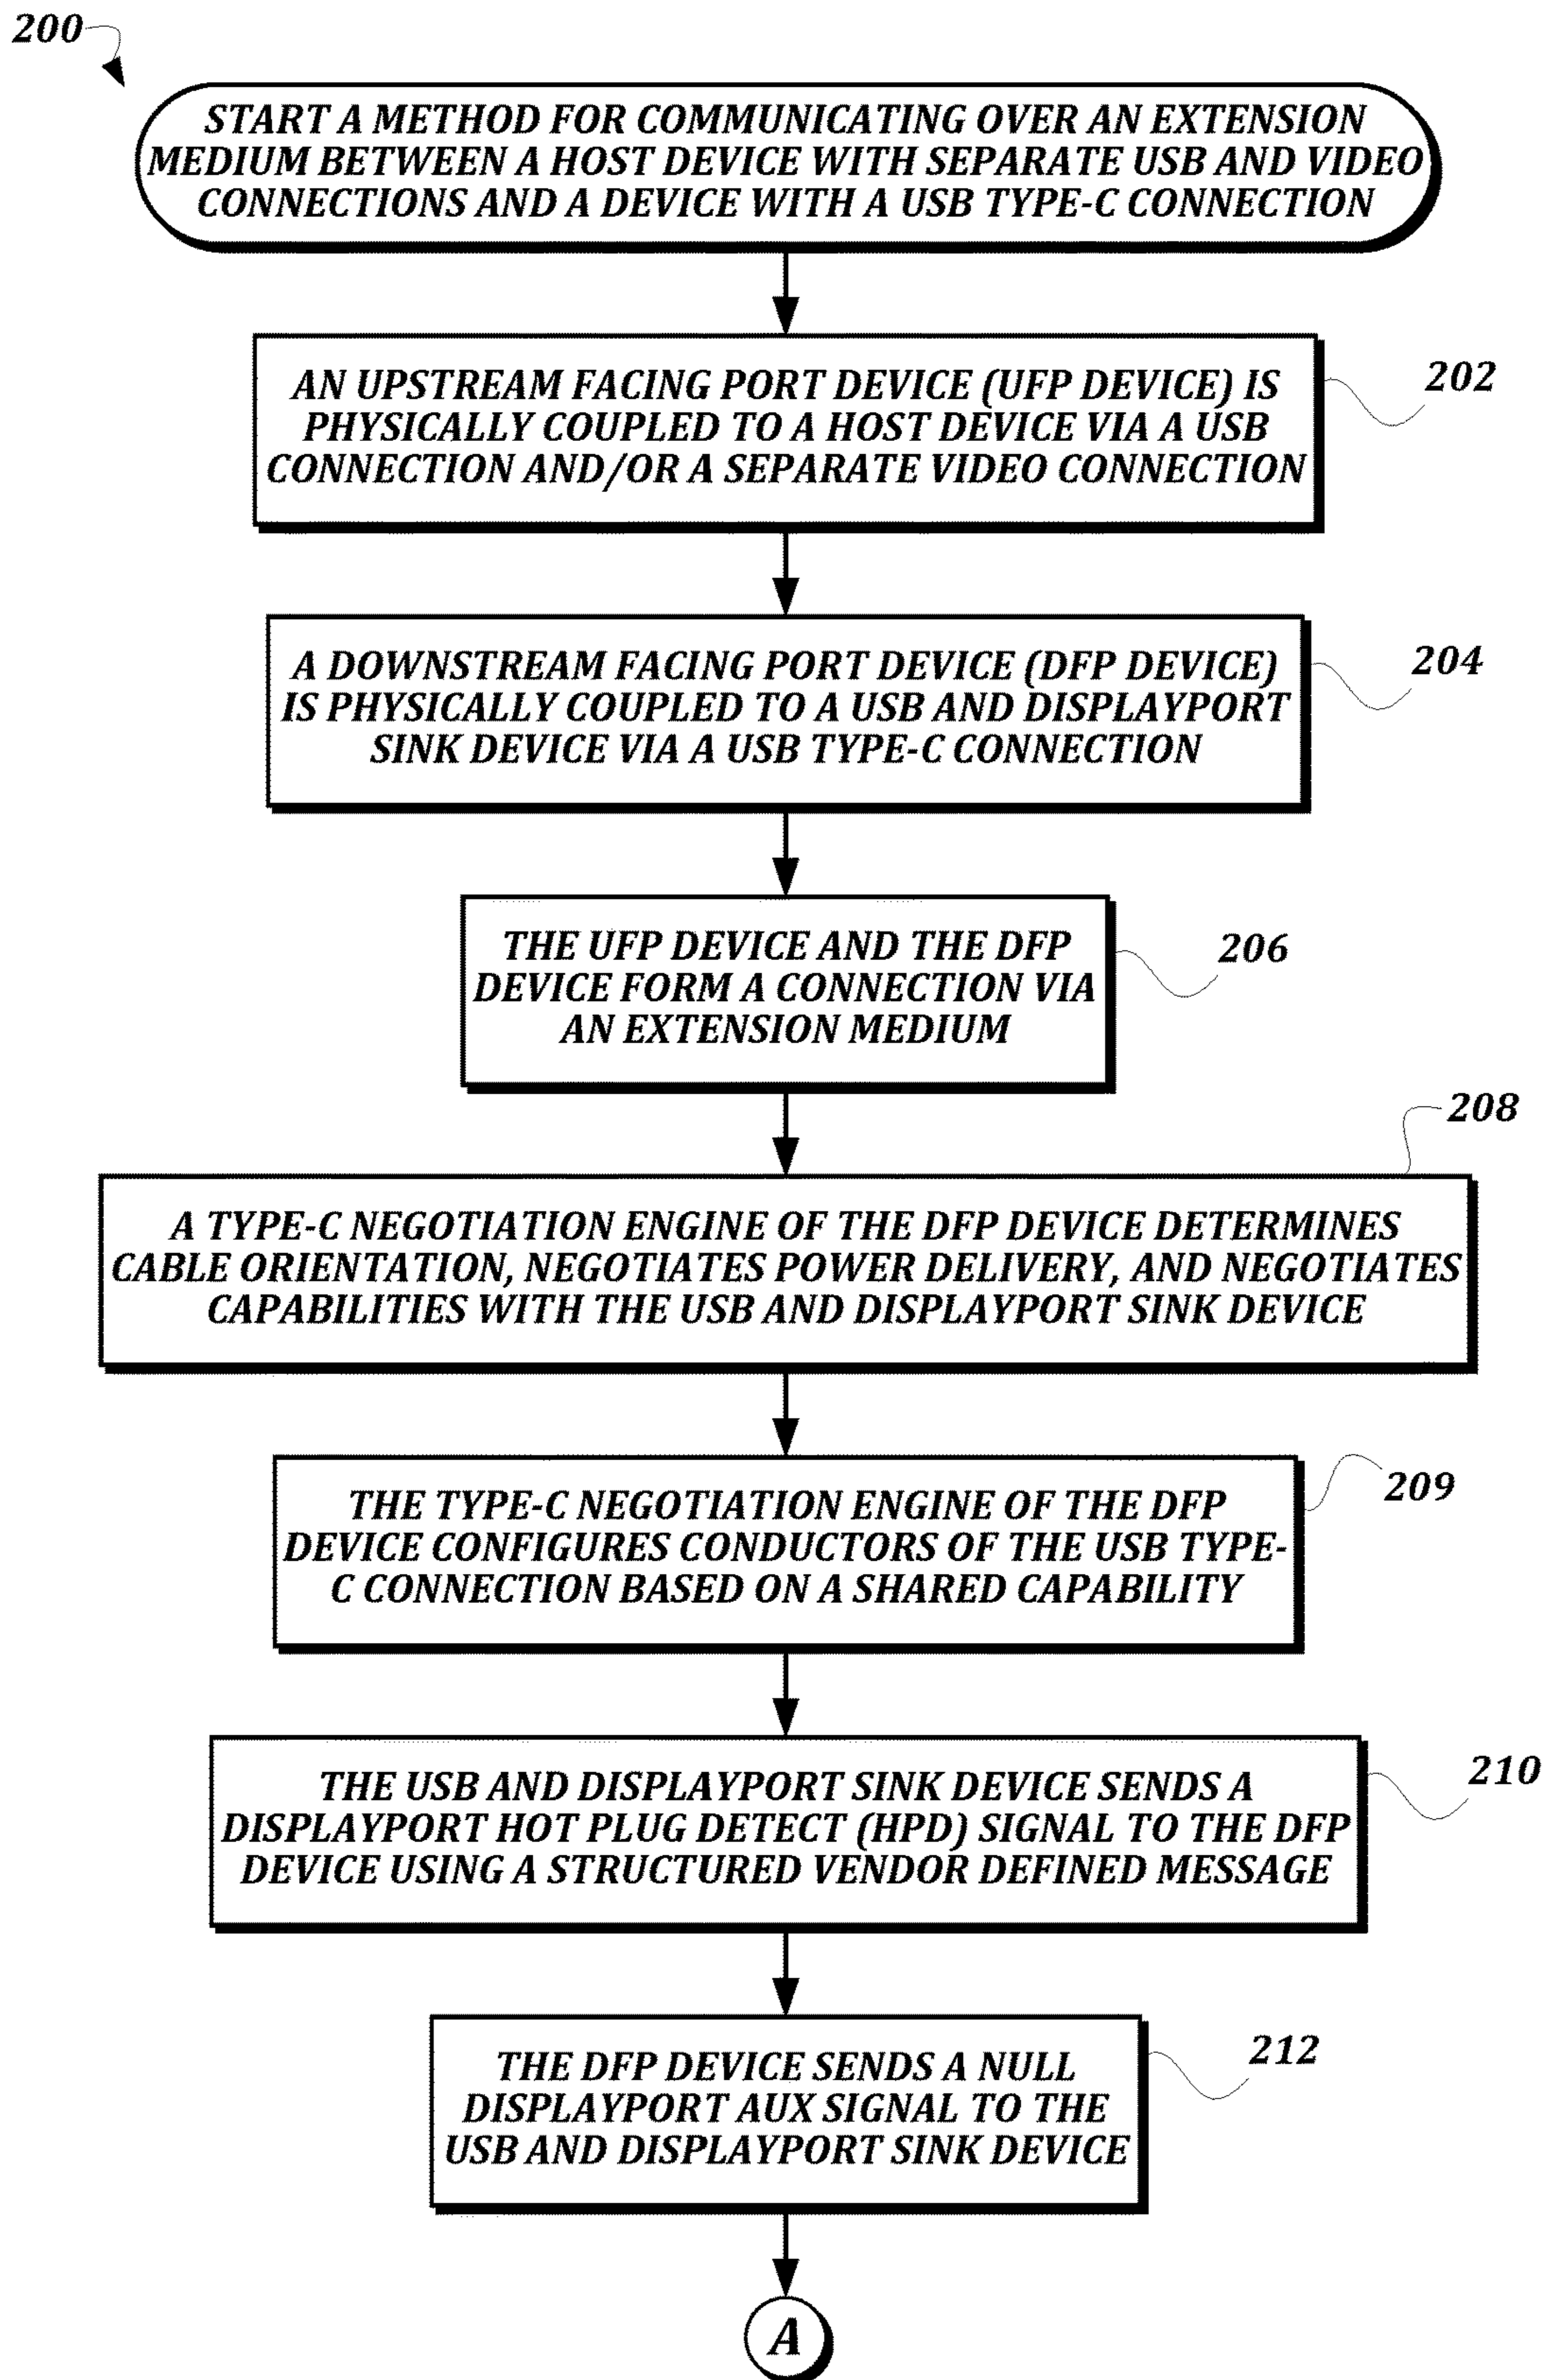 200
START A METHOD FOR COMMUNICATING OVER AN EXTENSION
MEDIUM BETWEEN A HOST DEVICE WITH SEPARATE USB AND VIDEO
CONNECTIONS AND A DEVICE WITH A USB TYPE-C CONNECTION
AN UPSTREAM FACING PORT DEVICE (UFP DEVICE) IS
PHYSICALLY COUPLED TO A HOST DEVICE VIA A USB
CONNECTION AND/OR A SEPARATE VIDEO CONNECTION
202
A DOWNSTREAM FACING PORT DEVICE (DFP DEVICE)
IS PHYSICALLY COUPLED TO A USB AND DISPLAYPORT
SINK DEVICE VIA A USB TYPE-C CONNECTION
204
THE UFP DEVICE AND THE DFP
DEVICE FORM A CONNECTION VIA
AN EXTENSION MEDIUM
206
208
A TYPE-C NEGOTIATION ENGINE OF THE DFP DEVICE DETERMINES
CABLE ORIENTATION, NEGOTIATES POWER DELIVERY, AND NEGOTIATES
CAPABILITIES WITH THE USB AND DISPLAYPORT SINK DEVICE
THE TYPE-C NEGOTIATION ENGINE OF THE DFP
DEVICE CONFIGURES CONDUCTORS OF THE USB TYPE-
C CONNECTION BASED ON A SHARED CAPABILITY
209
THE USB AND DISPLAYPORT SINK DEVICE SENDS A
DISPLAYPORT HOT PLUG DETECT (HPD) SIGNAL TO THE DFP
DEVICE USING A STRUCTURED VENDOR DEFINED MESSAGE
210
THE DFP DEVICE SENDS A NULL
DISPLAYPORT AUX SIGNAL TO THE
USB AND DISPLAYPORT SINK DEVICE
212
A